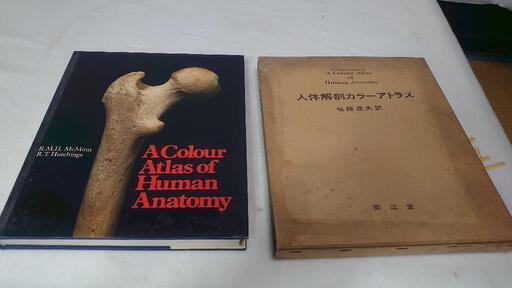 R.M.H. McMinn
R.T. Hutchings
A Colour
Atlas of
Human
Anatomy
A Colour Atlas
of
Human Anatomy
人体解剖カラーアトラス
佐藤達夫訳
南江堂